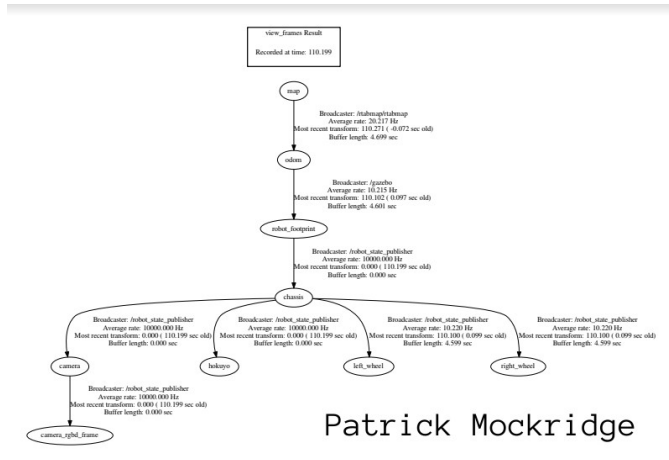 view_frames Result
Recorded at time: 110.199
map
Broadcaster: /rtabmap/rtabmap
Average rate: 20.217 Hz
Most recent transform: 110.271 ( -0.072 sec old)
Buffer length: 4.699 sec
odom
Broadcaster: /gazebo
Average rate: 10.215 Hz
Most recent transform: 110.102 ( 0.097 sec old)
Buffer length: 4.601 sec
robot_footprint
Broadcaster: /robot_state_publisher
Average rate: 10000.000 Hz
Most recent transform: 0.000 ( 110.199 sec old)
Buffer length: 0.000 sec
chassis
Broadcaster: /robot_state_publisher
Average rate: 10000.000 Hz
Most recent transform: 0.000 ( 110.199 sec old)
Buffer length: 0.000 sec
Broadcaster: /robot_state_publisher
Average rate: 10000.000 Hz
Most recent transform: 0.000 ( 110.199 sec old)
Buffer length: 0.000 sec
Broadcaster: /robot_state_publisher
Average rate: 10.220 Hz
Most recent transform: 110.100 ( 0.099 sec old)
Buffer length: 4.599 sec
Broadcaster: /robot_state_publisher
Average rate: 10.220 Hz
Most recent transform: 110.100 ( 0.099 sec old)
Buffer length: 4.599 sec
camera
hokuyo
left_wheel
right_wheel
Broadcaster: /robot_state_publisher
Average rate: 10000.000 Hz
Most recent transform: 0.000 ( 110.199 sec old)
Buffer length: 0.000 sec
camera_rgbd_frame
Patrick Mockridge